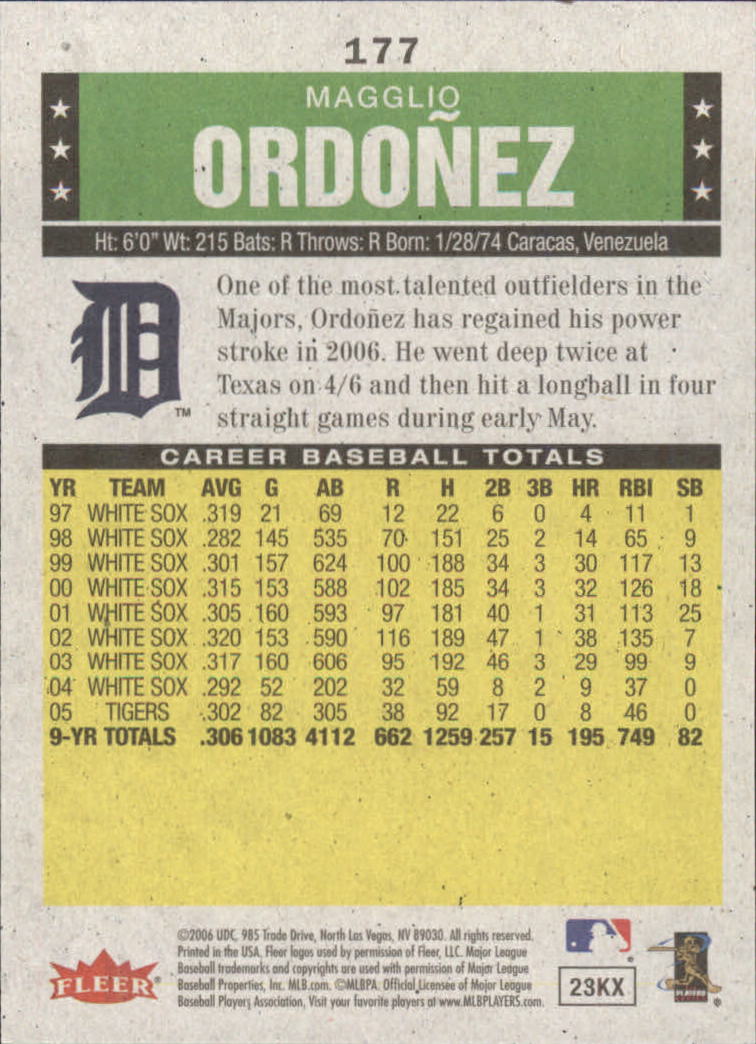 177
MAGGLIO
ORDOÑEZ
Ht: 6'0" Wt: 215 Bats: R Throws: R Born: 1/28/74 Caracas, Venezuela
One of the most talented outfielders in the
Majors, Ordoñez has regained his power
stroke in 2006. He went deep twice at
Texas on 4/6 and then hit a longball in four
straight games during early May.
D
TM
CAREER BASEBALL TOTALS
YR TEAM AVG G AB R H 2B 3B HR RBI SB
97 WHITE SOX .319 21 69 12 22 6 0 4 11 1
98 WHITE SOX .282 145 535 70 151 25 2 14 65 9
99 WHITE SOX .301 157 624 100 188 34 3 30 117 13
00 WHITE SOX .315 153 588 102 185 34 3 32 126 18
01 WHITE SOX .305 160 593 97 181 40 1 31 113 25
02 WHITE SOX .320 153 590 116 189 47 1 38 135 7
03 WHITE SOX .317 160 606 95 192 46 3 29 99 9
04 WHITE SOX .292 52 202 32 59 8 2 9 37 0
05 TIGERS .302 82 305 38 92 17 0 8 46 0
9-YR TOTALS .306 1083 4112 662 1259 257 15 195 749 82
FLEER®
©2006 UDC, 985 Trade Drive, North Las Vegas, NV 89030. All rights reserved.
Printed in the USA. Fleer logos used by permission of Fleer, LLC. Major League
Baseball trademarks and copyrights are used with permission of Major League
Baseball Properties, Inc. MLB.com. ©MLBPA. Official Licensee of Major League
Baseball Players Association, Visit your favorite players at www.MLBPLAYERS.com.
23KX